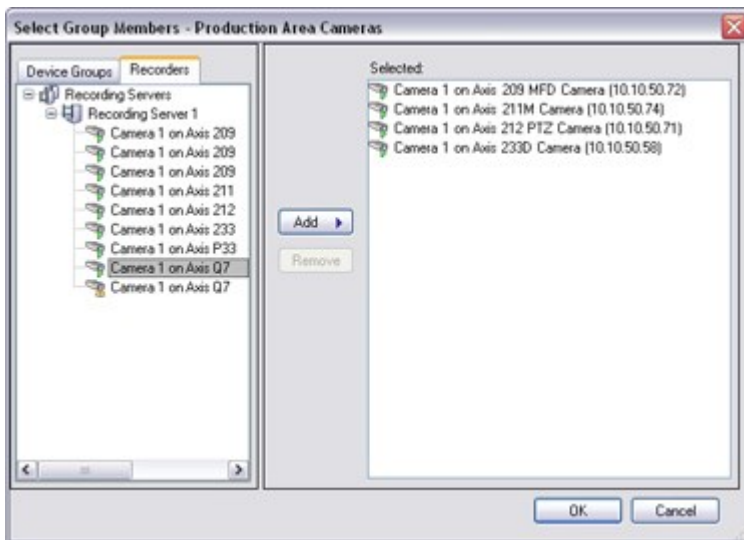 Select Group Members - Production Area Cameras
Device Groups
Recorders
Recording Servers
Recording Server 1
Camera 1 on Axis 209
Camera 1 on Axis 209
Camera 1 on Axis 209
Camera 1 on Axis 211
Camera 1 on Axis 212
Camera 1 on Axis 233
Camera 1 on Axis P33
Camera 1 on Axis Q7
Camera 1 on Axis Q7
Add
Remove
Selected:
Camera 1 on Axis 209 MFD Camera (10.10.50.72)
Camera 1 on Axis 211M Camera (10.10.50.74)
Camera 1 on Axis 212 PTZ Camera (10.10.50.71)
Camera 1 on Axis 233D Camera (10.10.50.58)
OK
Cancel